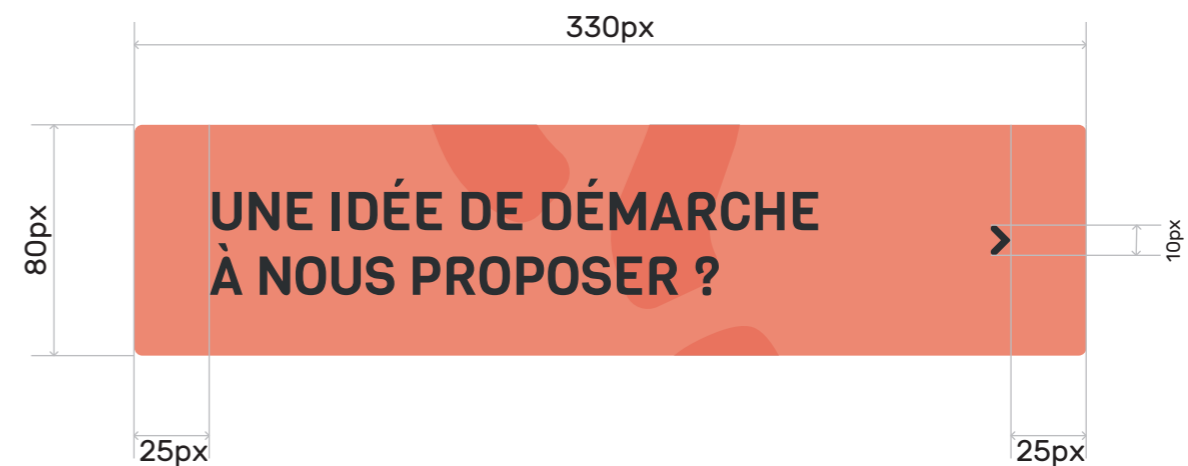 330px
80px
UNE IDÉE DE DÉMARCHE
À NOUS PROPOSER ?
10px
25px
25px